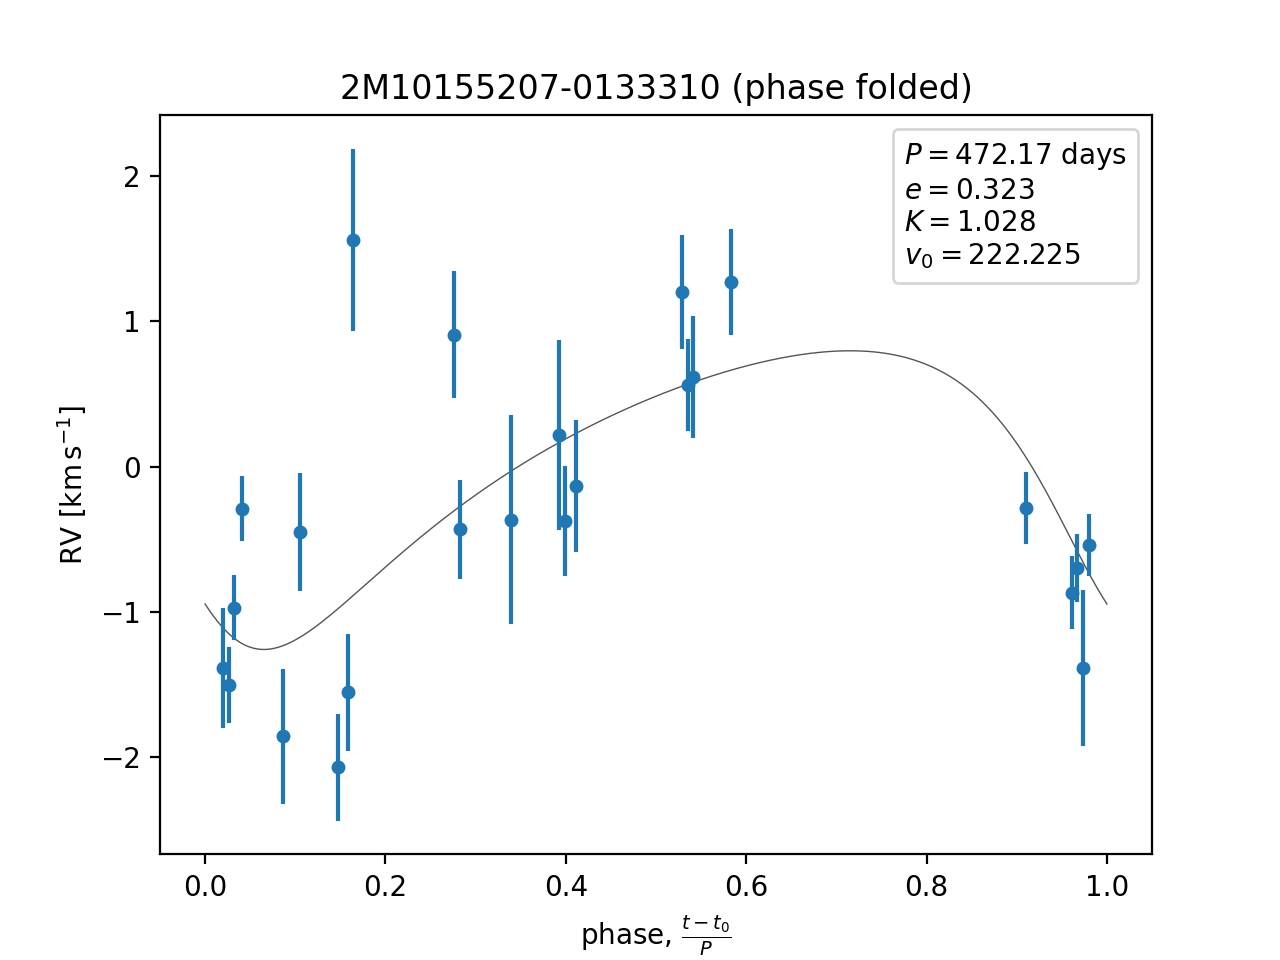 2M10155207-0133310 (phase folded)
P = 472.17 days
e = 0.323
K = 1.028
v₀ = 222.225
2
1
0
−1
−2
RV [km s⁻¹]
0.0 0.2 0.4 0.6 0.8 1.0
phase, (t − t₀)/P